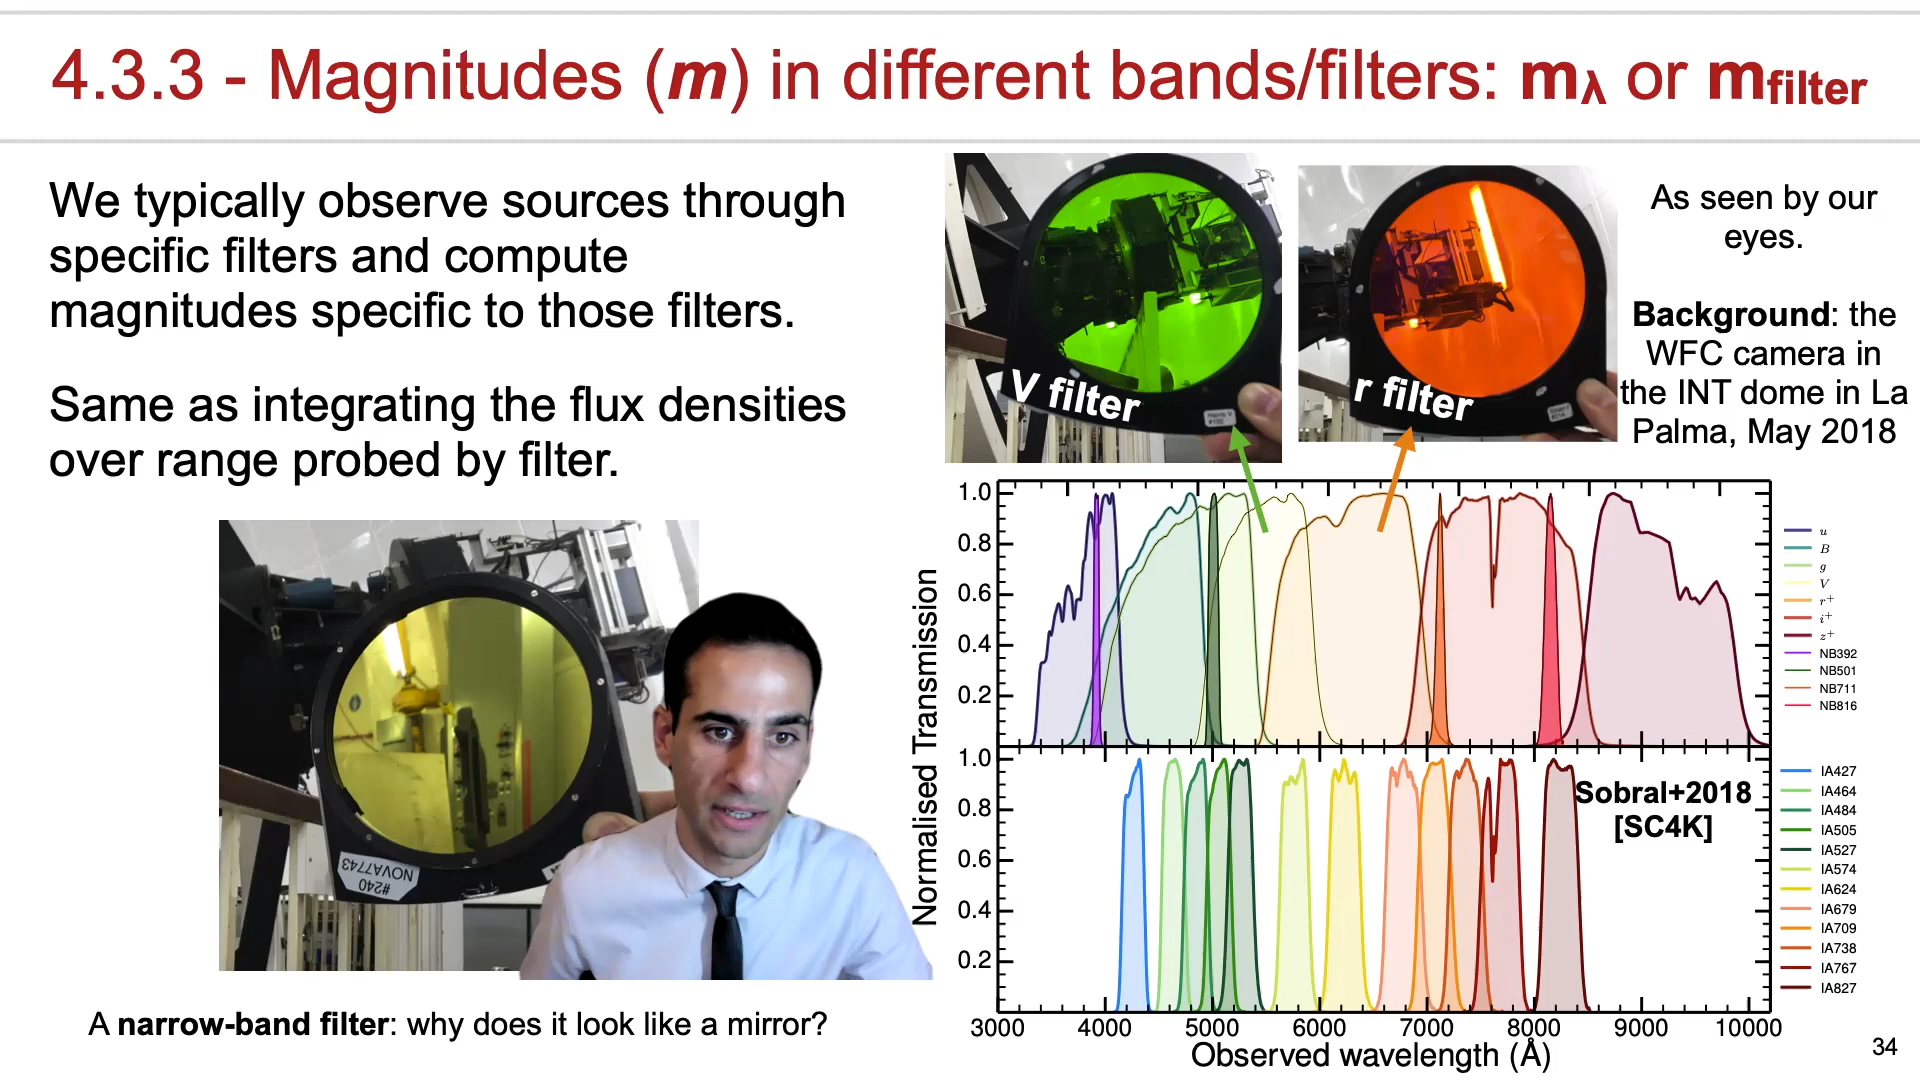 4.3.3 - Magnitudes (m) in different bands/filters: mλ or mfilter
We typically observe sources through
specific filters and compute
magnitudes specific to those filters.
Same as integrating the flux densities
over range probed by filter.
V filter
r filter
As seen by our
eyes.
Background: the
WFC camera in
the INT dome in La
Palma, May 2018
#240
NOVA7743
A narrow-band filter: why does it look like a mirror?
Normalised Transmission
1.0
0.8
0.6
0.4
0.2
1.0
0.8
0.6
0.4
0.2
3000 4000 5000 6000 7000 8000 9000 10000
Observed wavelength (Å)
Sobral+2018
[SC4K]
u
B
g
V
r+
i+
z+
NB392
NB501
NB711
NB816
IA427
IA464
IA484
IA505
IA527
IA574
IA624
IA679
IA709
IA738
IA767
IA827
34